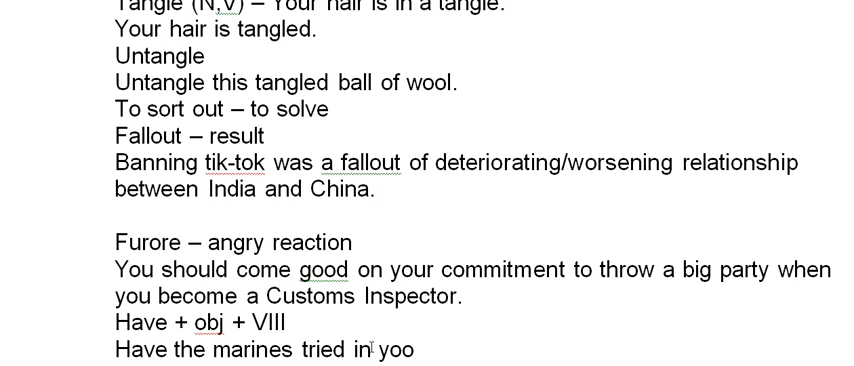 Tangle (N,V) – Your hair is in a tangle.
Your hair is tangled.
Untangle
Untangle this tangled ball of wool.
To sort out – to solve
Fallout – result
Banning tik-tok was a fallout of deteriorating/worsening relationship
between India and China.
Furore – angry reaction
You should come good on your commitment to throw a big party when
you become a Customs Inspector.
Have + obj + VIII
Have the marines tried in yoo